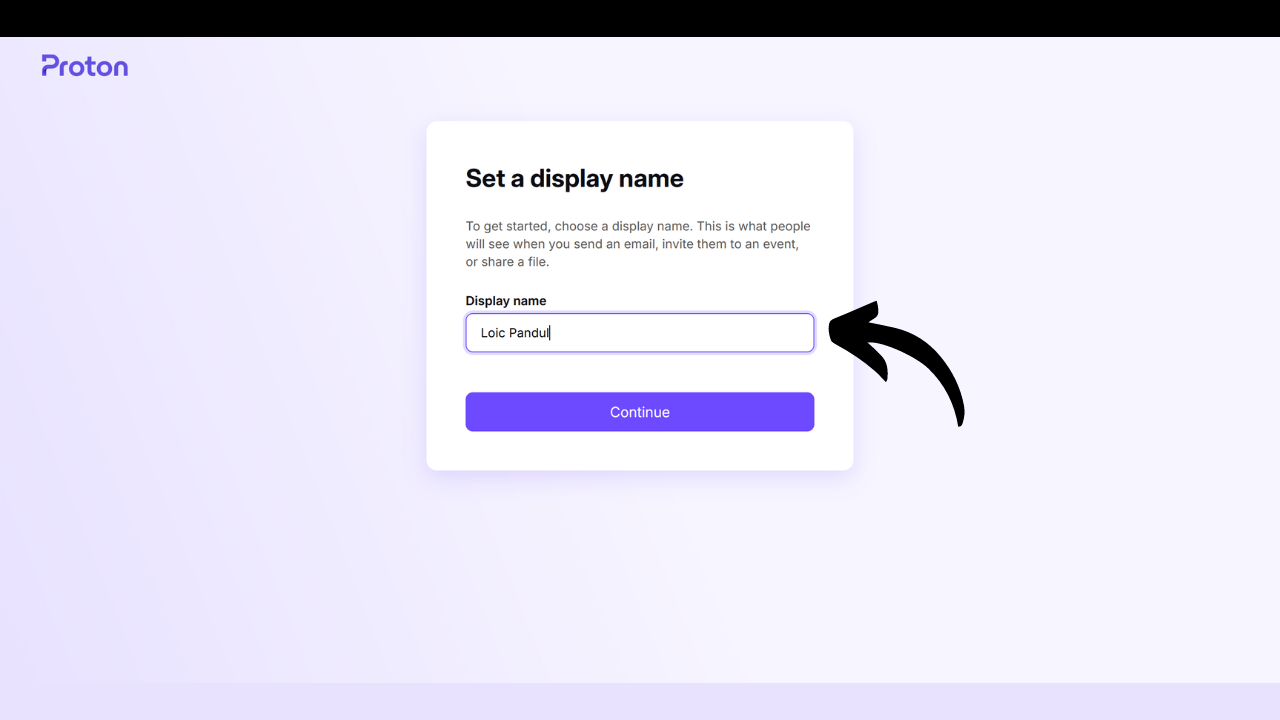 Proton
Set a display name
To get started, choose a display name. This is what people
will see when you send an email, invite them to an event,
or share a file.
Display name
Loic Pandul
Continue